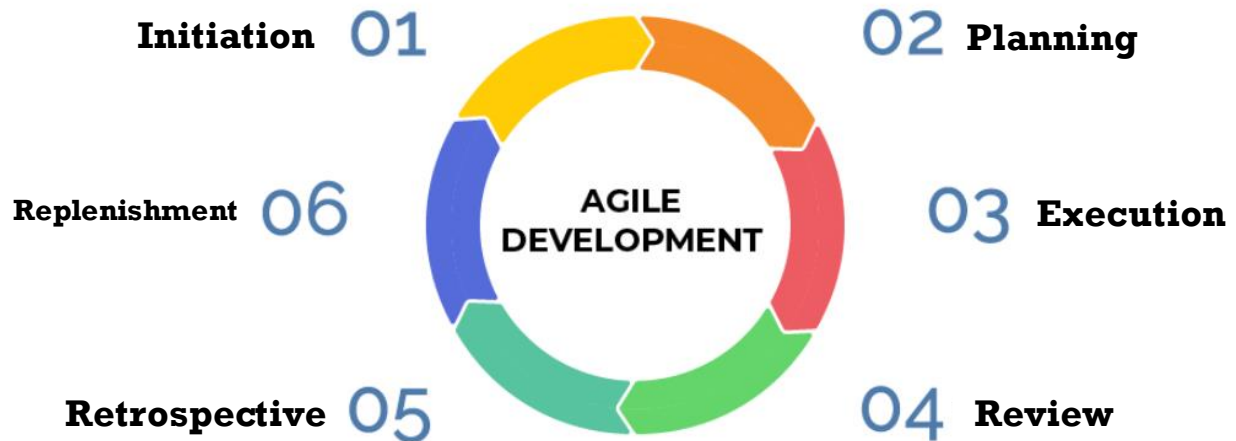 Initiation 01
02 Planning
Replenishment 06
AGILE
DEVELOPMENT
03 Execution
Retrospective 05
04 Review